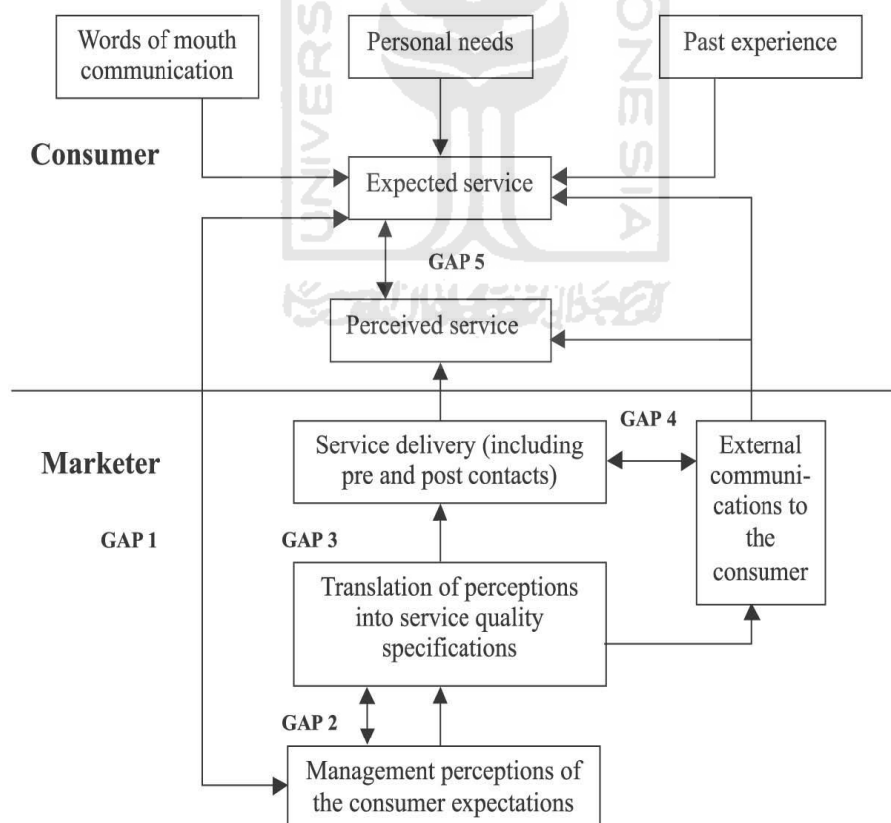 Words of mouth
communication
Personal needs
Past experience
Consumer
Expected service
GAP 5
Perceived service
Marketer
Service delivery (including
pre and post contacts)
GAP 4
External
communi-
cations to
the
consumer
GAP 1
GAP 3
Translation of perceptions
into service quality
specifications
GAP 2
Management perceptions of
the consumer expectations
UNIVERS
ONESIA